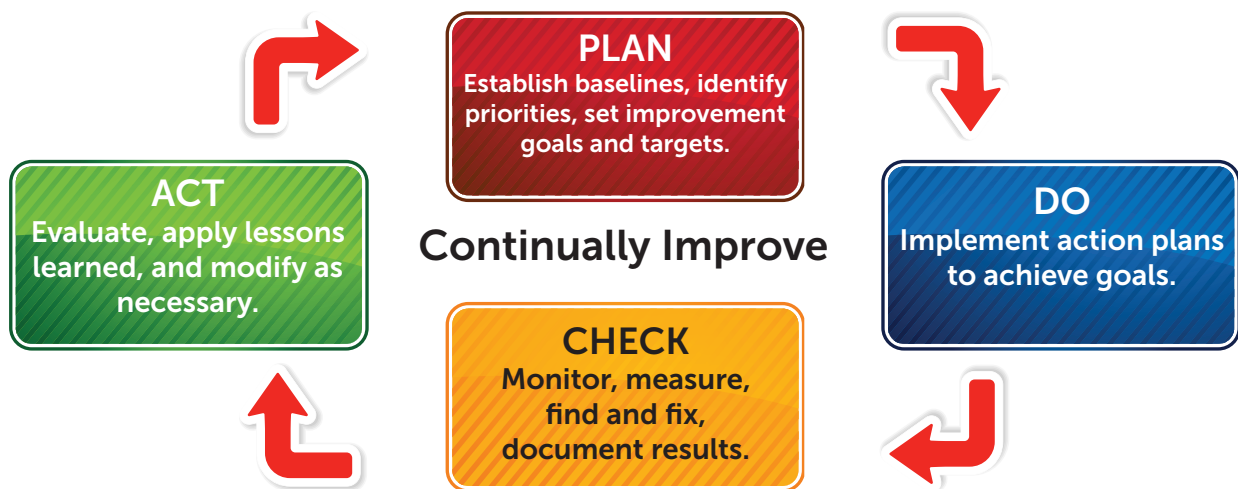 PLAN
Establish baselines, identify
priorities, set improvement
goals and targets.
ACT
Evaluate, apply lessons
learned, and modify as
necessary.
Continually Improve
DO
Implement action plans
to achieve goals.
CHECK
Monitor, measure,
find and fix,
document results.